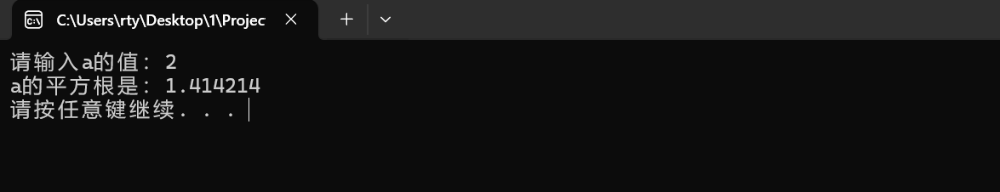 C:\Users\rty\Desktop\1\Projec
请输入a的值: 2
a的平方根是: 1.414214
请按任意键继续. . .